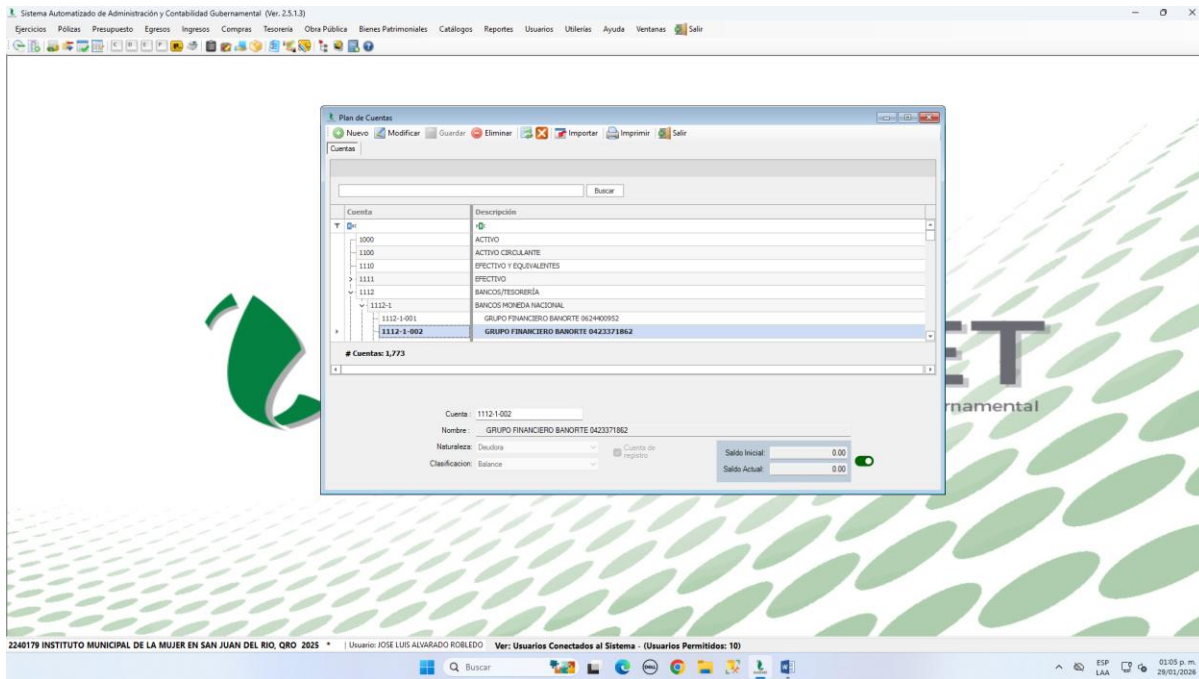 Sistema Automatizado de Administración y Contabilidad Gubernamental (Ver. 2.5.1.3)
Ejercicios Pólizas Presupuesto Egresos Ingresos Compras Tesorería Obra Pública Bienes Patrimoniales Catálogos Reportes Usuarios Utilerías Ayuda Ventanas Salir
Plan de Cuentas
Nuevo Modificar Guardar Eliminar Importar Imprimir Salir
Cuentas
Buscar
Cuenta Descripción
1000 ACTIVO
1100 ACTIVO CIRCULANTE
1110 EFECTIVO Y EQUIVALENTES
1111 EFECTIVO
1112 BANCOS/TESORERÍA
1112-1 BANCOS MONEDA NACIONAL
1112-1-001 GRUPO FINANCIERO BANORTE 0624400952
1112-1-002 GRUPO FINANCIERO BANORTE 0423371862
# Cuentas: 1,773
ET
rnamental
Cuenta : 1112-1-002
Nombre : GRUPO FINANCIERO BANORTE 0423371862
Naturaleza: Deudora Cuenta de registro
Clasificacion: Balance
Saldo Inicial: 0.00
Saldo Actual: 0.00
2240179 INSTITUTO MUNICIPAL DE LA MUJER EN SAN JUAN DEL RIO, QRO 2025 * | Usuario: JOSE LUIS ALVARADO ROBLEDO Ver: Usuarios Conectados al Sistema - (Usuarios Permitidos: 10)
Buscar
ESP
LAA
01:05 p. m.
29/01/2026